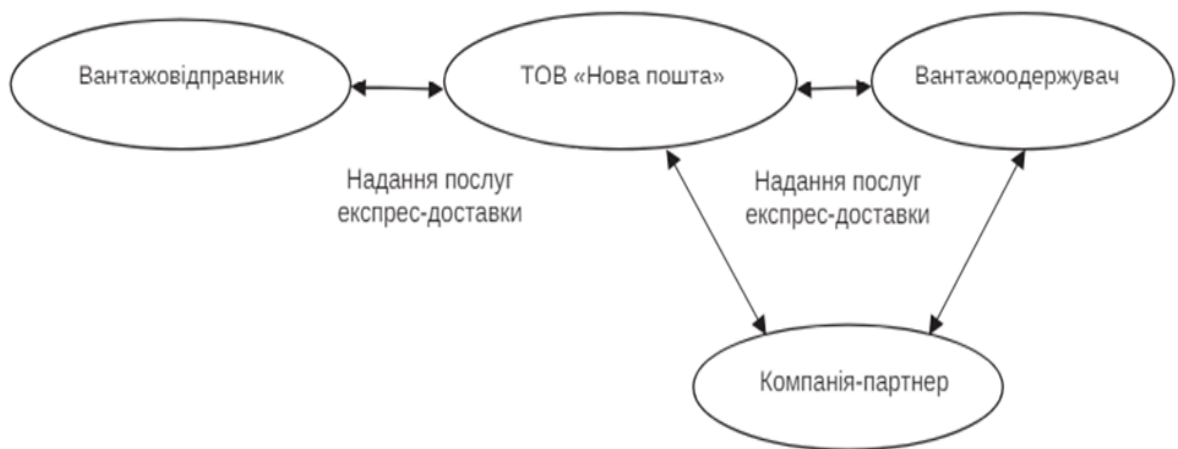 Вантажовідправник
ТОВ «Нова пошта»
Вантажоодержувач
Надання послуг
експрес-доставки
Надання послуг
експрес-доставки
Компанія-партнер